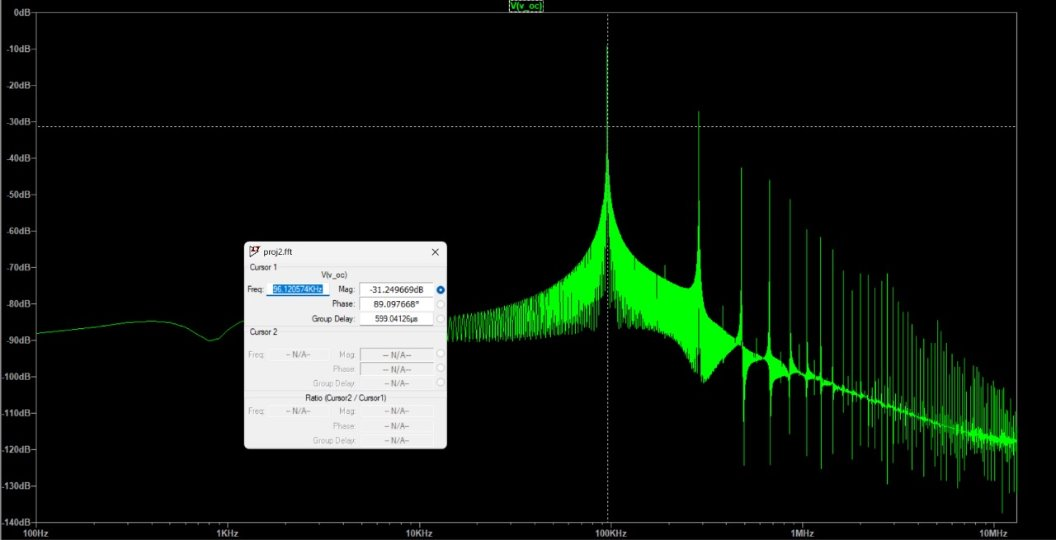 V(v_oc)
0dB
-10dB
-20dB
-30dB
-40dB
-50dB
-60dB
-70dB
-80dB
-90dB
-100dB
-110dB
-120dB
-130dB
-140dB
100Hz 1KHz 10KHz 100KHz 1MHz 10MHz
proj2.fft
Cursor 1
V(v_oc)
Freq: 96.120574KHz Mag: -31.249669dB
Phase: 89.097668°
Group Delay: 599.04126µs
Cursor 2
Freq: -- N/A-- Mag: -- N/A--
Phase: -- N/A--
Group Delay: -- N/A--
Ratio (Cursor2 / Cursor1)
Freq: -- N/A-- Mag: -- N/A--
Phase: -- N/A--
Group Delay: -- N/A--